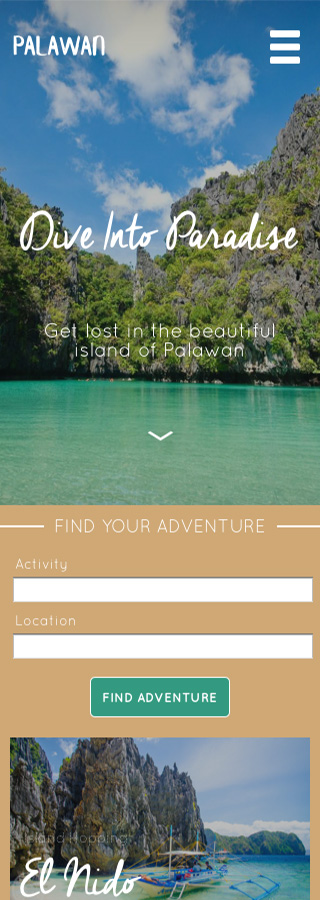 PALAWAN
Dive Into Paradise
Get lost in the beautiful
island of Palawan
FIND YOUR ADVENTURE
Activity
Location
FIND ADVENTURE
Island Hopping
El Nido